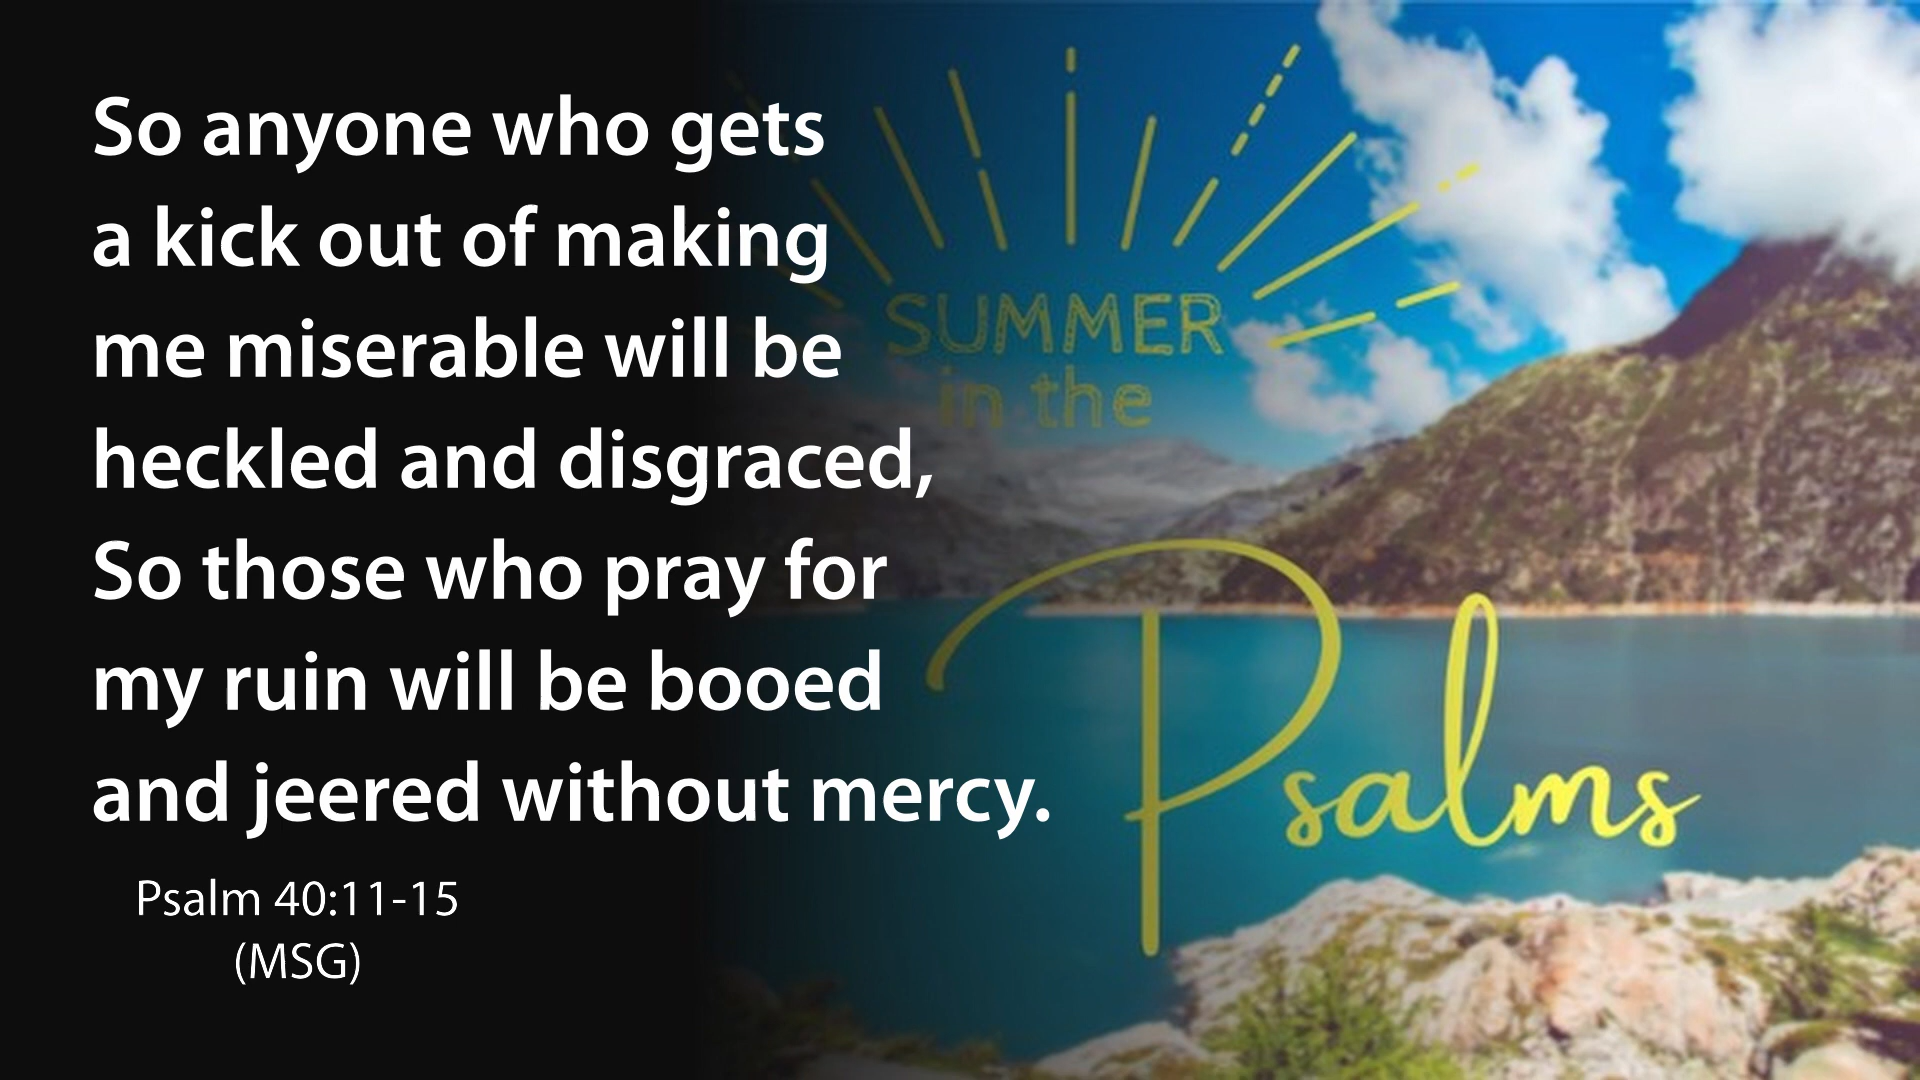 So anyone who gets
a kick out of making
me miserable will be
heckled and disgraced,
So those who pray for
my ruin will be booed
and jeered without mercy.
Psalm 40:11-15
(MSG)
SUMMER
in the
Psalms